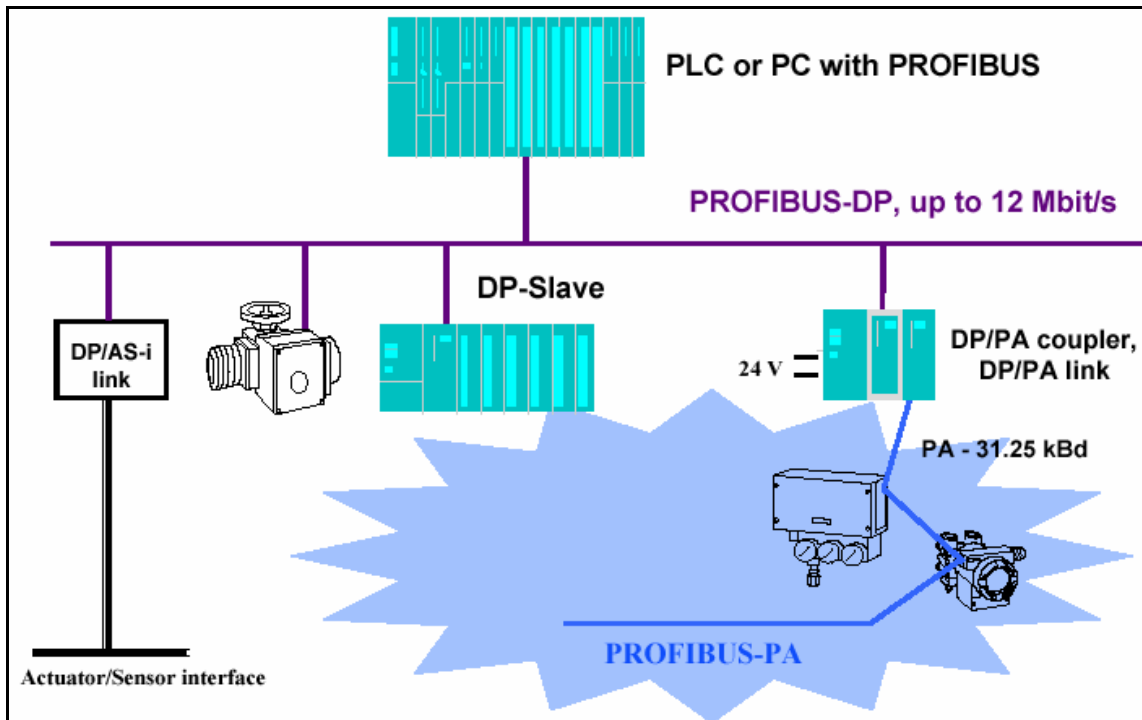 PLC or PC with PROFIBUS
PROFIBUS-DP, up to 12 Mbit/s
DP-Slave
DP/AS-i
link
24 V
DP/PA coupler,
DP/PA link
PA - 31.25 kBd
PROFIBUS-PA
Actuator/Sensor interface